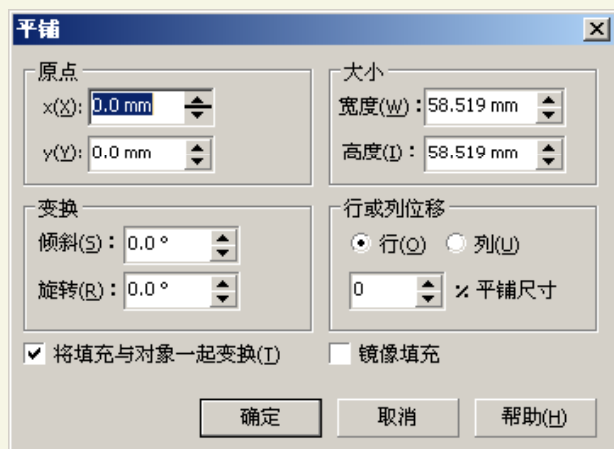 平铺
原点
x(X): 0.0 mm
y(Y): 0.0 mm
大小
宽度(W): 58.519 mm
高度(I): 58.519 mm
变换
倾斜(S): 0.0 °
旋转(R): 0.0 °
行或列位移
行(O) 列(U)
0 % 平铺尺寸
将填充与对象一起变换(T)
镜像填充
确定 取消 帮助(H)